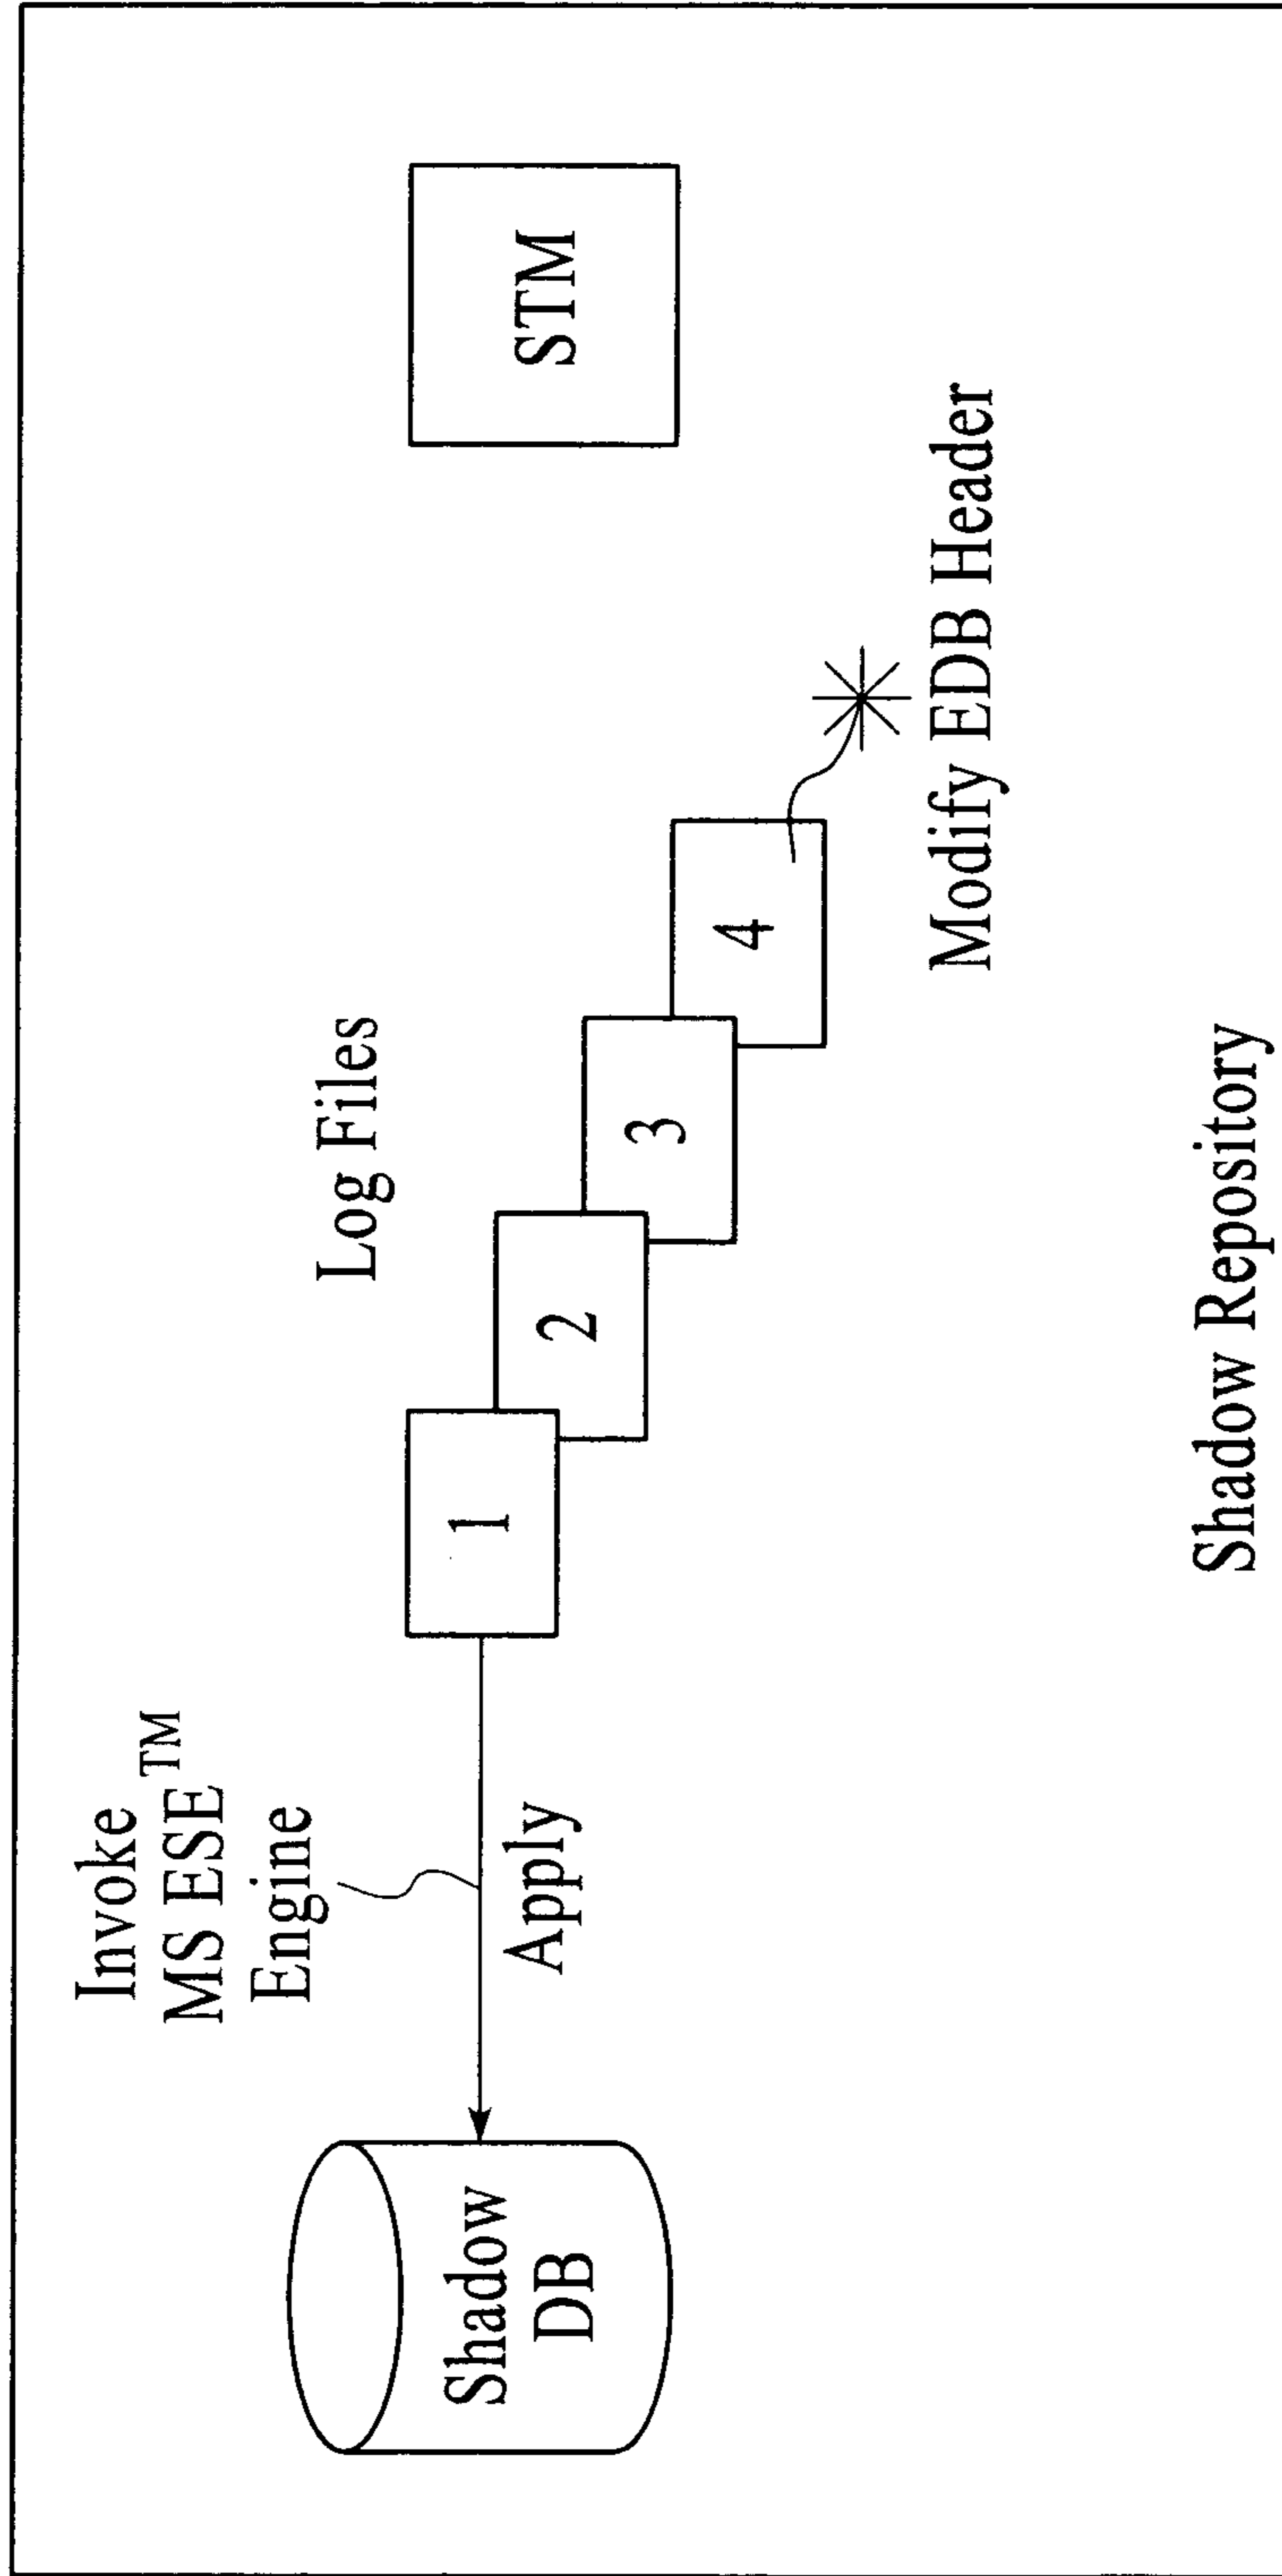 Invoke
MS ESE™
Engine
Apply
Shadow
DB
Log Files
1
2
3
4
STM
Modify EDB Header
Shadow Repository